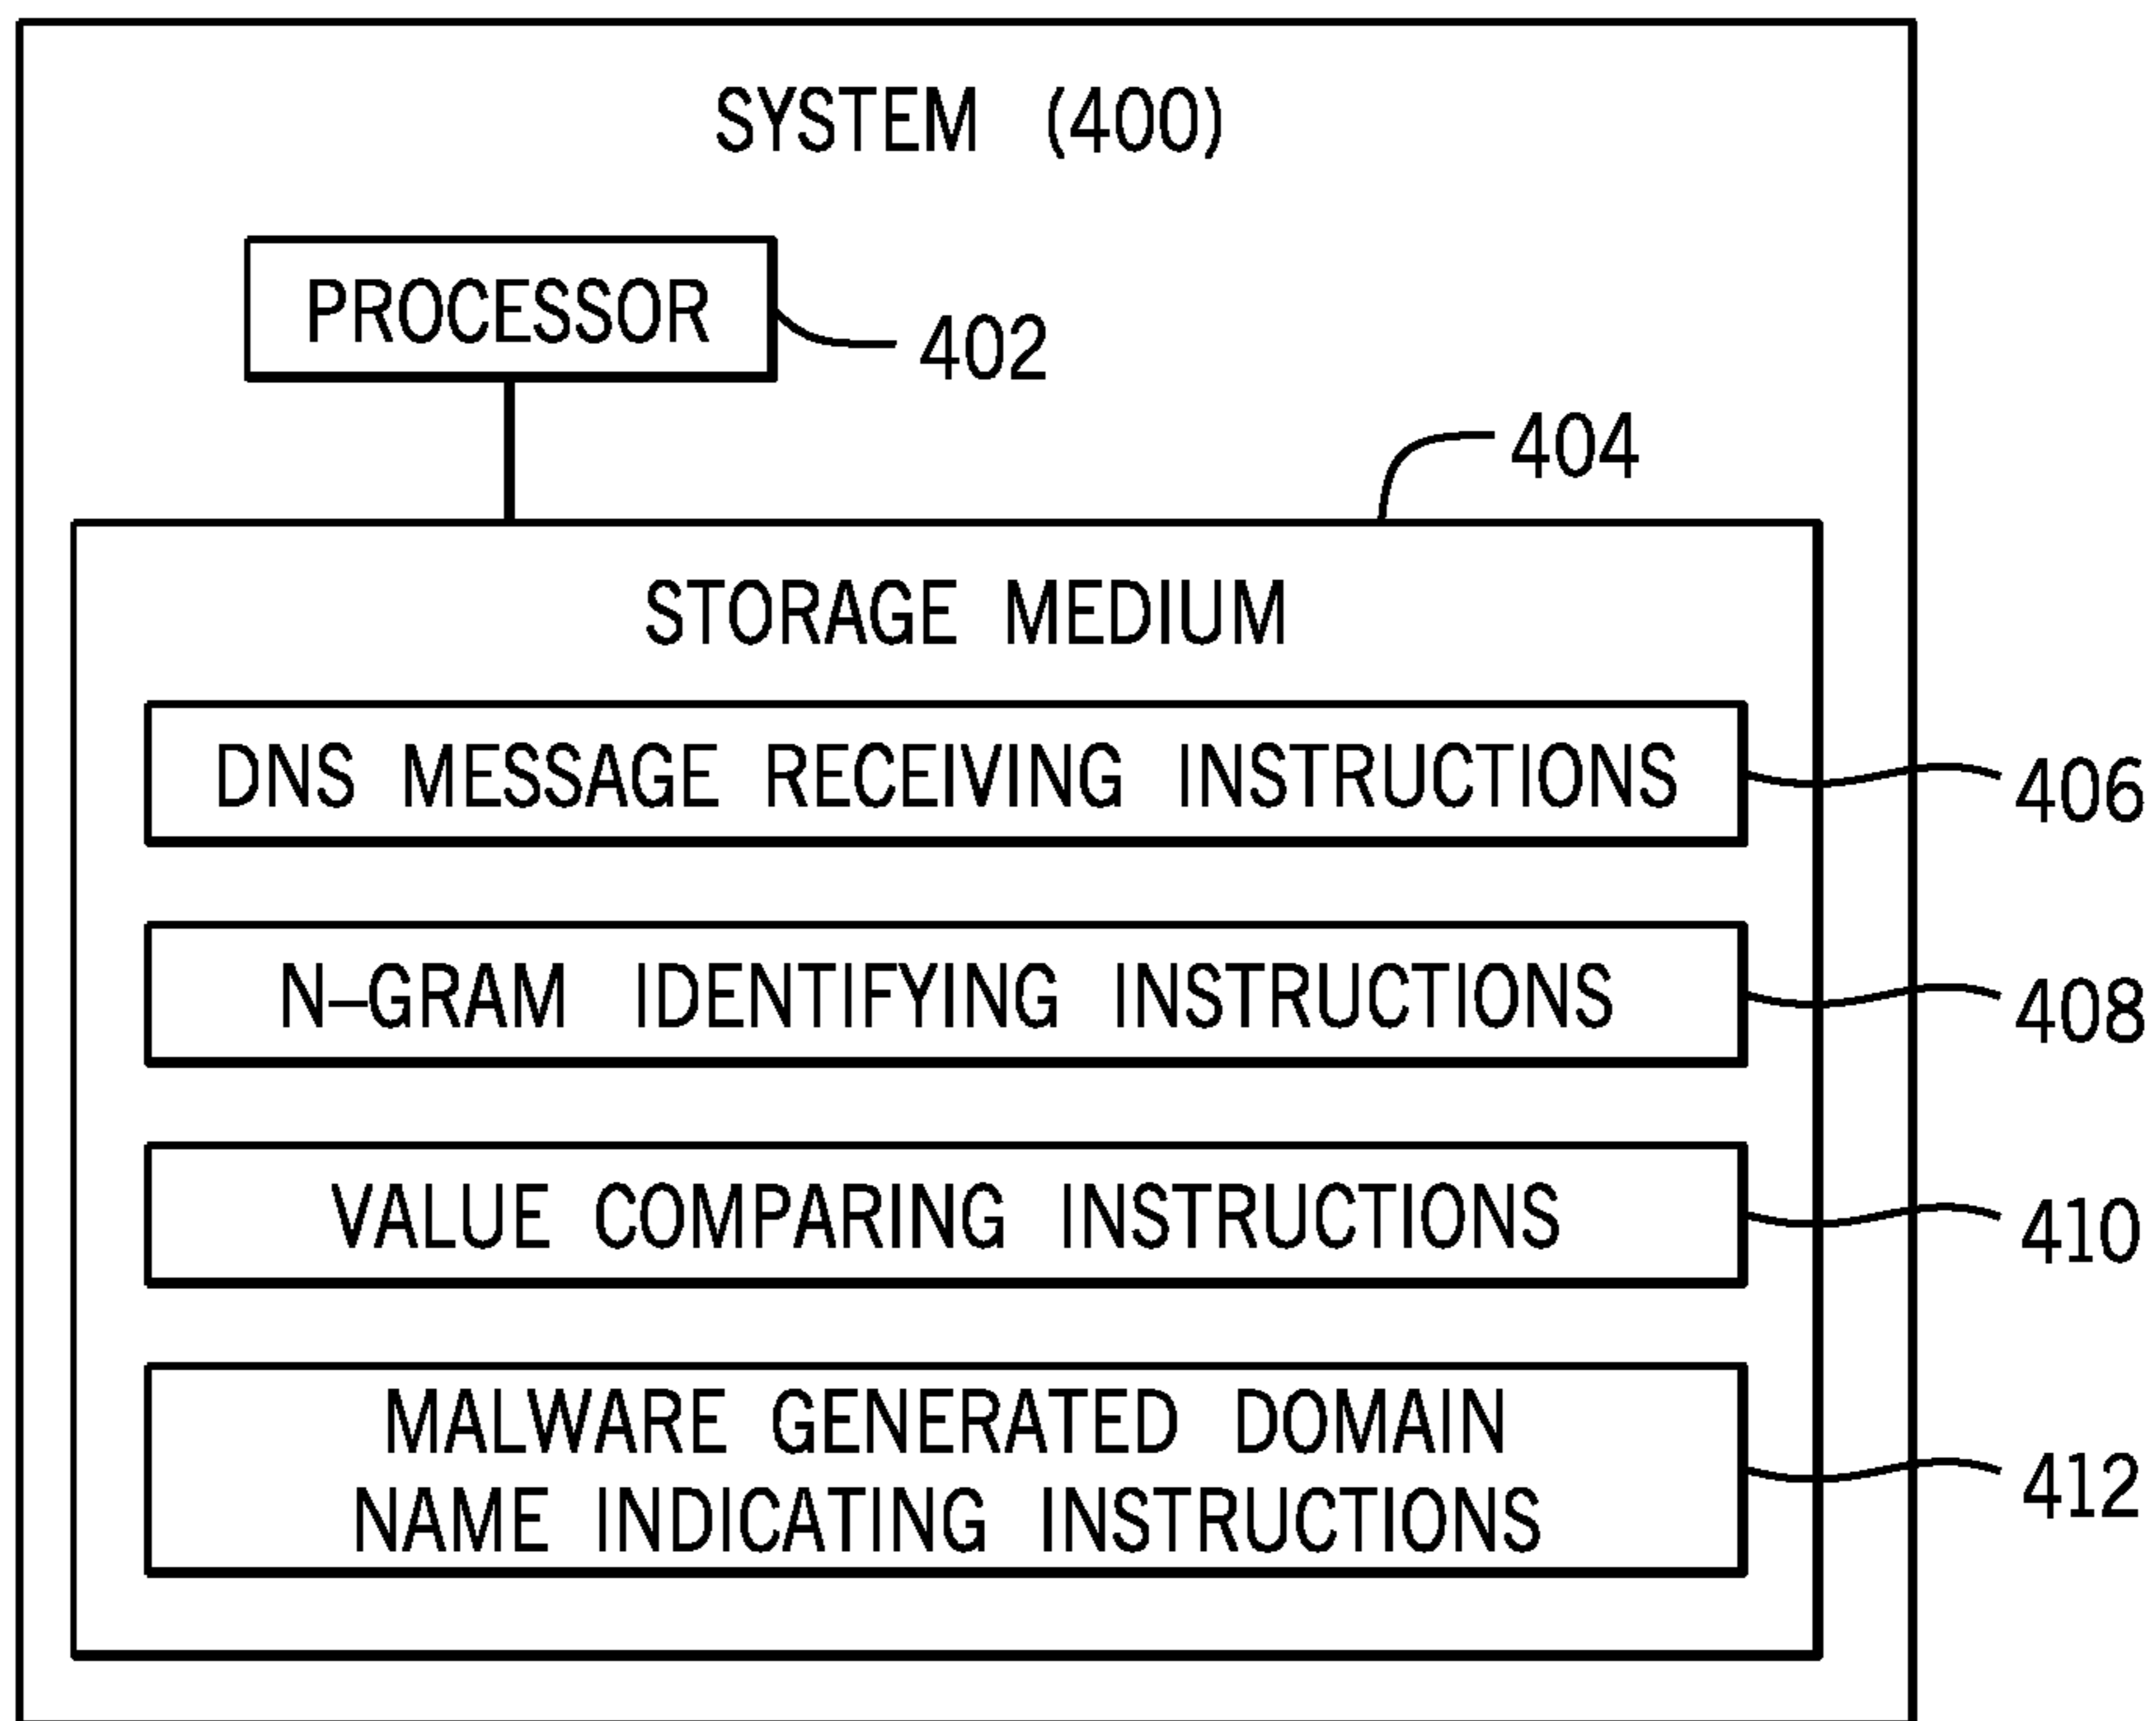 SYSTEM (400)
PROCESSOR
402
404
STORAGE MEDIUM
DNS MESSAGE RECEIVING INSTRUCTIONS
406
N–GRAM IDENTIFYING INSTRUCTIONS
408
VALUE COMPARING INSTRUCTIONS
410
MALWARE GENERATED DOMAIN
NAME INDICATING INSTRUCTIONS
412